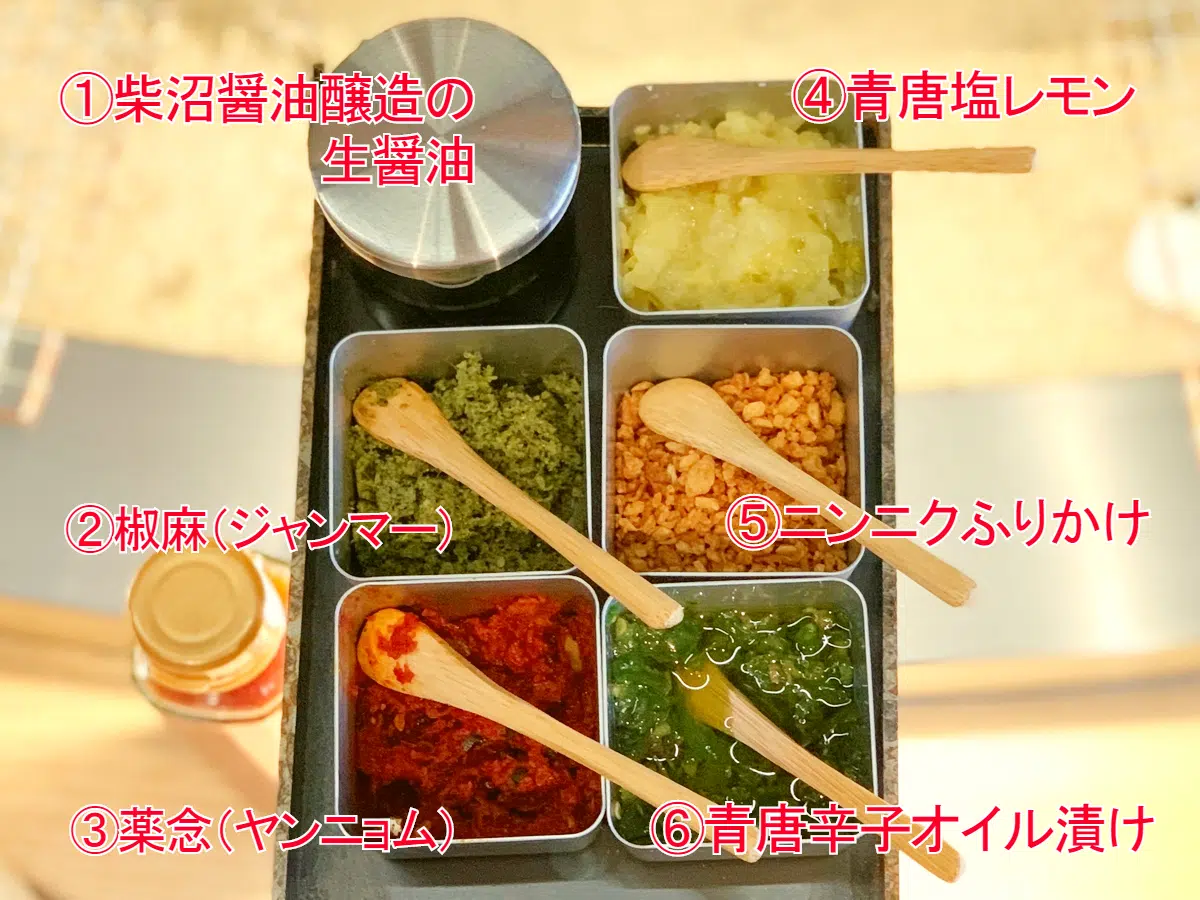 ①柴沼醤油醸造の
生醤油
②椒麻(ジャンマー)
③薬念(ヤンニョム)
④青唐塩レモン
⑤ニンニクふりかけ
⑥青唐辛子オイル漬け